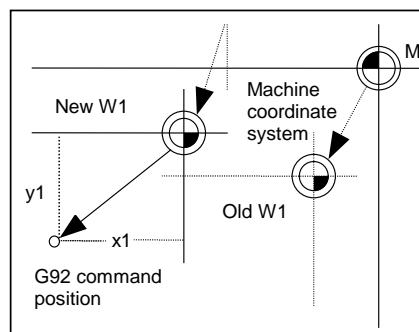 M
New W1
Machine
coordinate
system
y1
x1
Old W1
G92 command
position